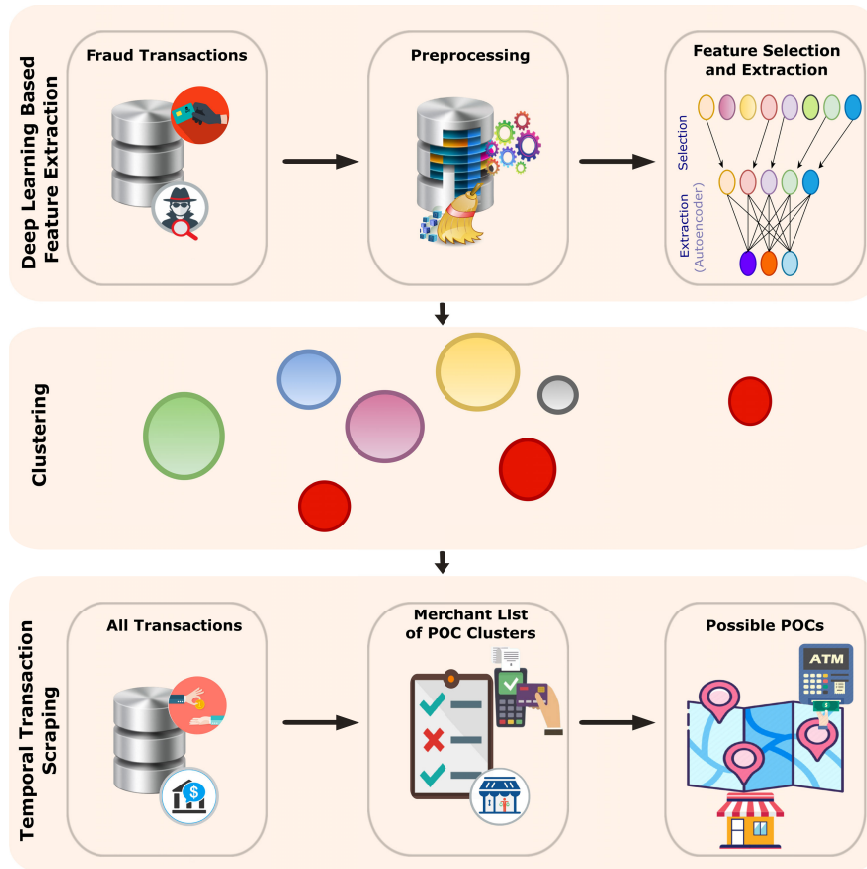 Deep Learning Based
Feature Extraction
Fraud Transactions
Preprocessing
Feature Selection
and Extraction
Selection
Extraction
(Autoencoder)
Clustering
Temporal Transaction
Scraping
All Transactions
$
Merchant LIst
of POC Clusters
Possible POCs
ATM